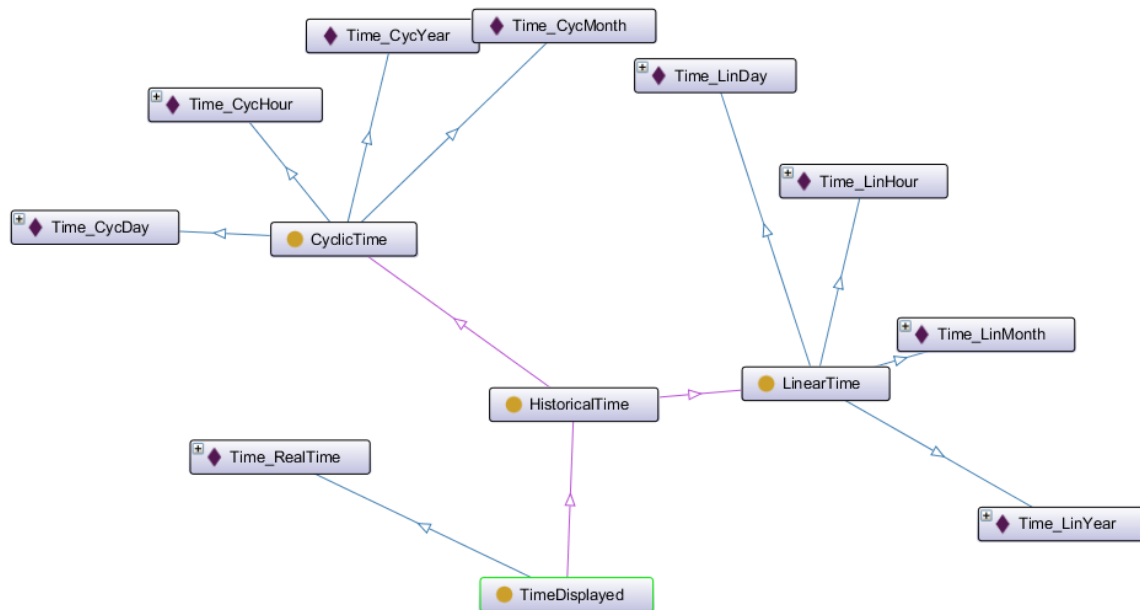 Time_CycYear
Time_CycMonth
Time_LinDay
Time_CycHour
Time_LinHour
Time_CycDay
CyclicTime
Time_LinMonth
LinearTime
HistoricalTime
Time_RealTime
Time_LinYear
TimeDisplayed